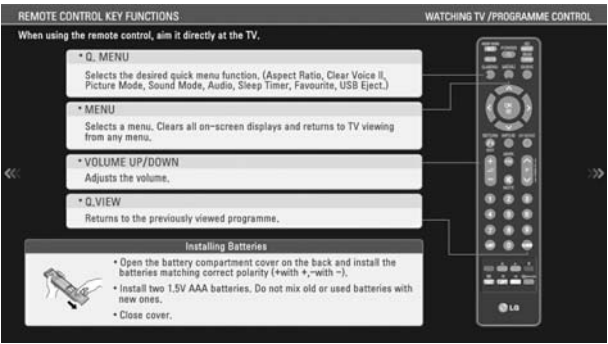 REMOTE CONTROL KEY FUNCTIONS
WATCHING TV /PROGRAMME CONTROL
When using the remote control, aim it directly at the TV.
• Q. MENU
Selects the desired quick menu function. (Aspect Ratio, Clear Voice II,
Picture Mode, Sound Mode, Audio, Sleep Timer, Favourite, USB Eject.)
• MENU
Selects a menu. Clears all on-screen displays and returns to TV viewing
from any menu.
• VOLUME UP/DOWN
Adjusts the volume.
• Q.VIEW
Returns to the previously viewed programme.
Installing Batteries
• Open the battery compartment cover on the back and install the
batteries matching correct polarity (+with +,-with -).
• Install two 1.5V AAA batteries. Do not mix old or used batteries with
new ones.
• Close cover.
MUTE
LG